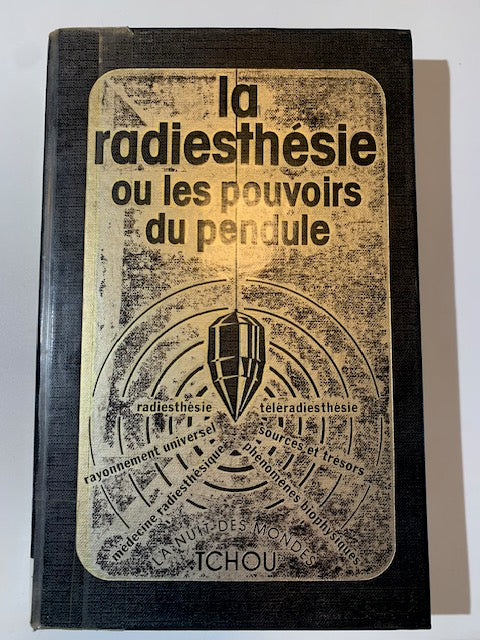 la
radiesthésie
ou les pouvoirs
du pendule
radiesthésie
téléradiesthésie
rayonnement universel
sources et trésors
médecine radiesthésique
phénomènes biophysiques
LA NUIT DES MONDES
TCHOU